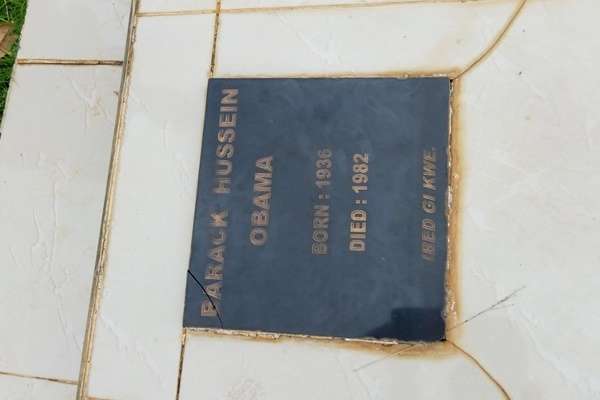 BARACK HUSSEIN
OBAMA
BORN : 1936
DIED : 1982
IBED GI KWE.